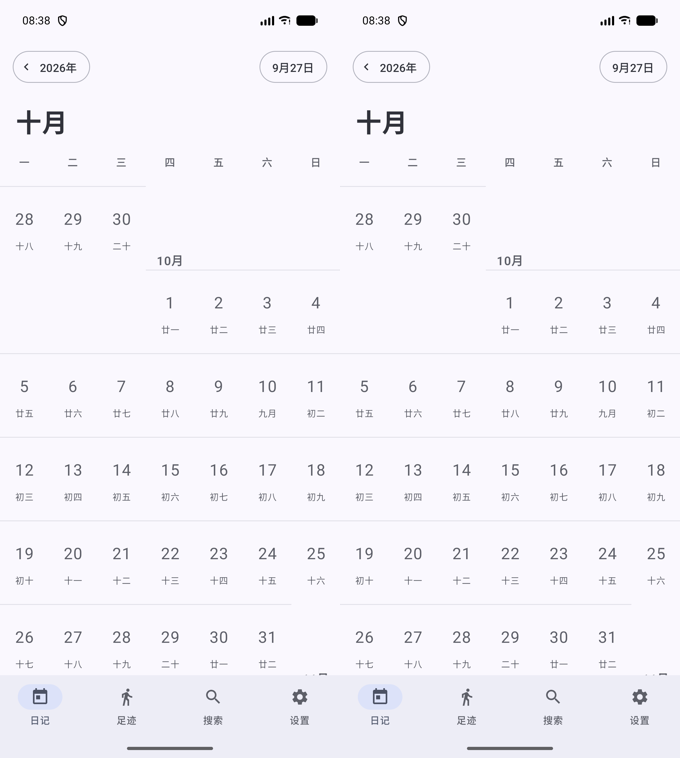 08:38
2026年 9月27日
十月
一 二 三 四 五 六 日
28 29 30
十八 十九 二十
10月
1 2 3 4
廿一 廿二 廿三 廿四
5 6 7 8 9 10 11
廿五 廿六 廿七 廿八 廿九 九月 初二
12 13 14 15 16 17 18
初三 初四 初五 初六 初七 初八 初九
19 20 21 22 23 24 25
初十 十一 十二 十三 十四 十五 十六
26 27 28 29 30 31
十七 十八 十九 二十 廿一 廿二
日记 足迹 搜索 设置
08:38
2026年 9月27日
十月
一 二 三 四 五 六 日
28 29 30
十八 十九 二十
10月
1 2 3 4
廿一 廿二 廿三 廿四
5 6 7 8 9 10 11
廿五 廿六 廿七 廿八 廿九 九月 初二
12 13 14 15 16 17 18
初三 初四 初五 初六 初七 初八 初九
19 20 21 22 23 24 25
初十 十一 十二 十三 十四 十五 十六
26 27 28 29 30 31
十七 十八 十九 二十 廿一 廿二
日记 足迹 搜索 设置